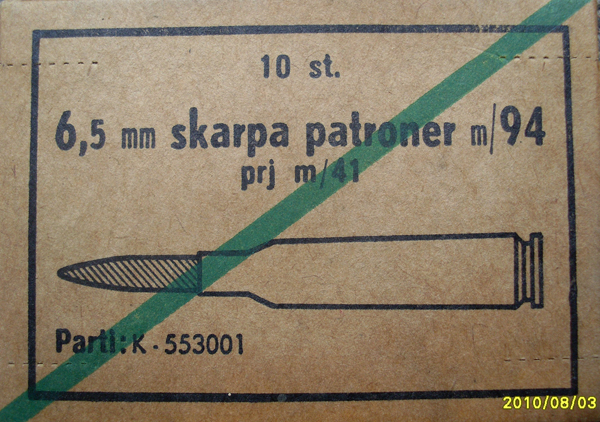 10 st.
6,5 mm skarpa patroner m/94
prj m/41
Parti: K - 553001
2010/08/03